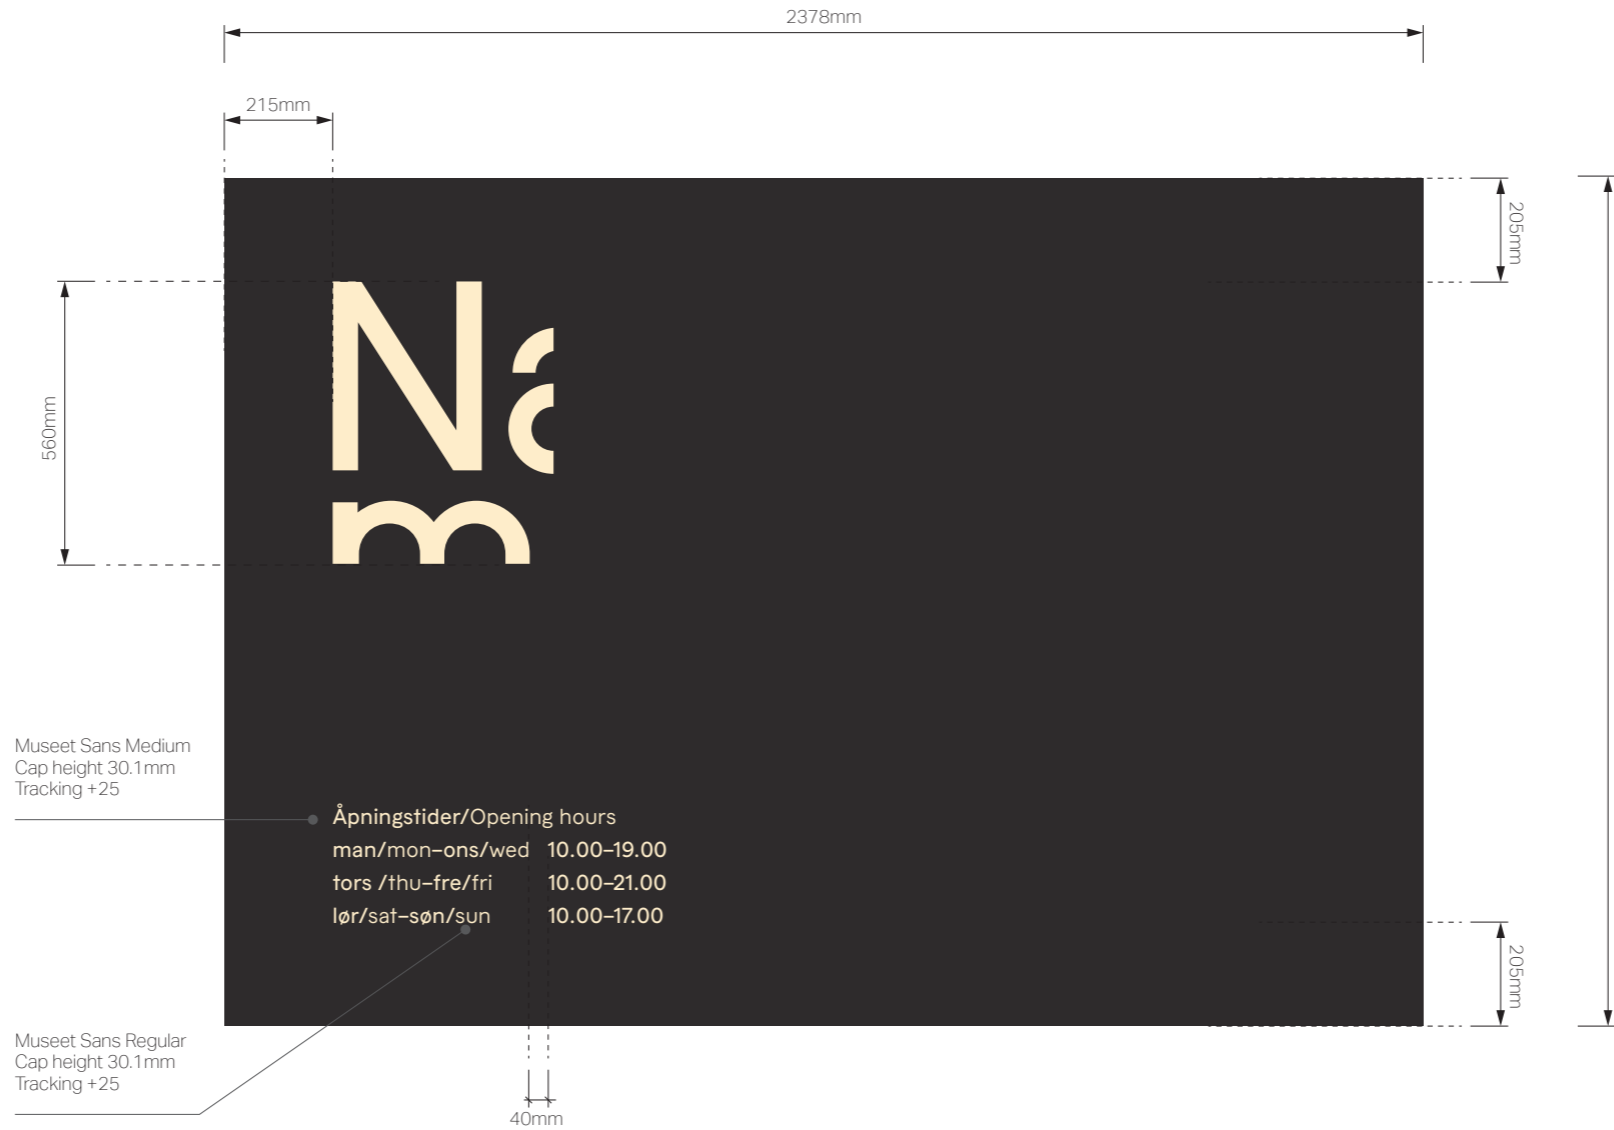 2378mm
215mm
205mm
560mm
Na
m
Museet Sans Medium
Cap height 30.1mm
Tracking +25
Åpningstider/Opening hours
man/mon–ons/wed 10.00–19.00
tors /thu–fre/fri 10.00–21.00
lør/sat–søn/sun 10.00–17.00
205mm
Museet Sans Regular
Cap height 30.1mm
Tracking +25
40mm